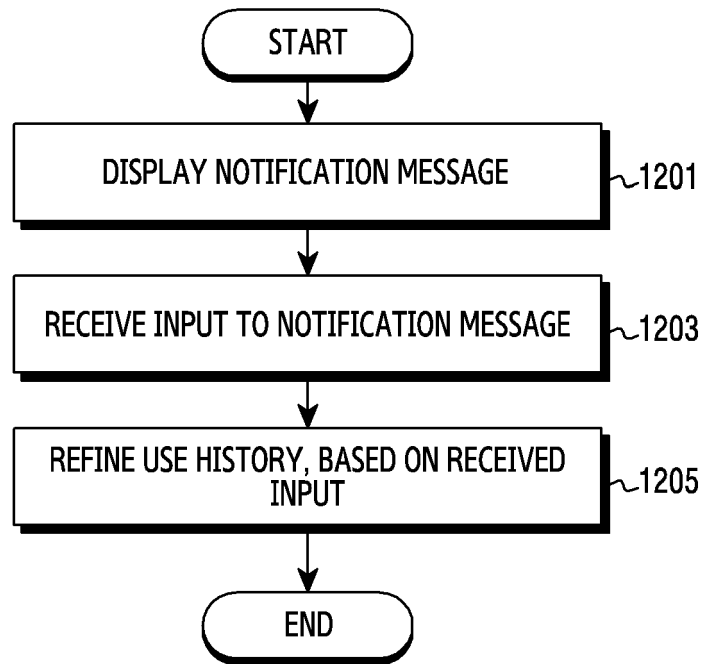 START
DISPLAY NOTIFICATION MESSAGE
1201
RECEIVE INPUT TO NOTIFICATION MESSAGE
1203
REFINE USE HISTORY, BASED ON RECEIVED
INPUT
1205
END